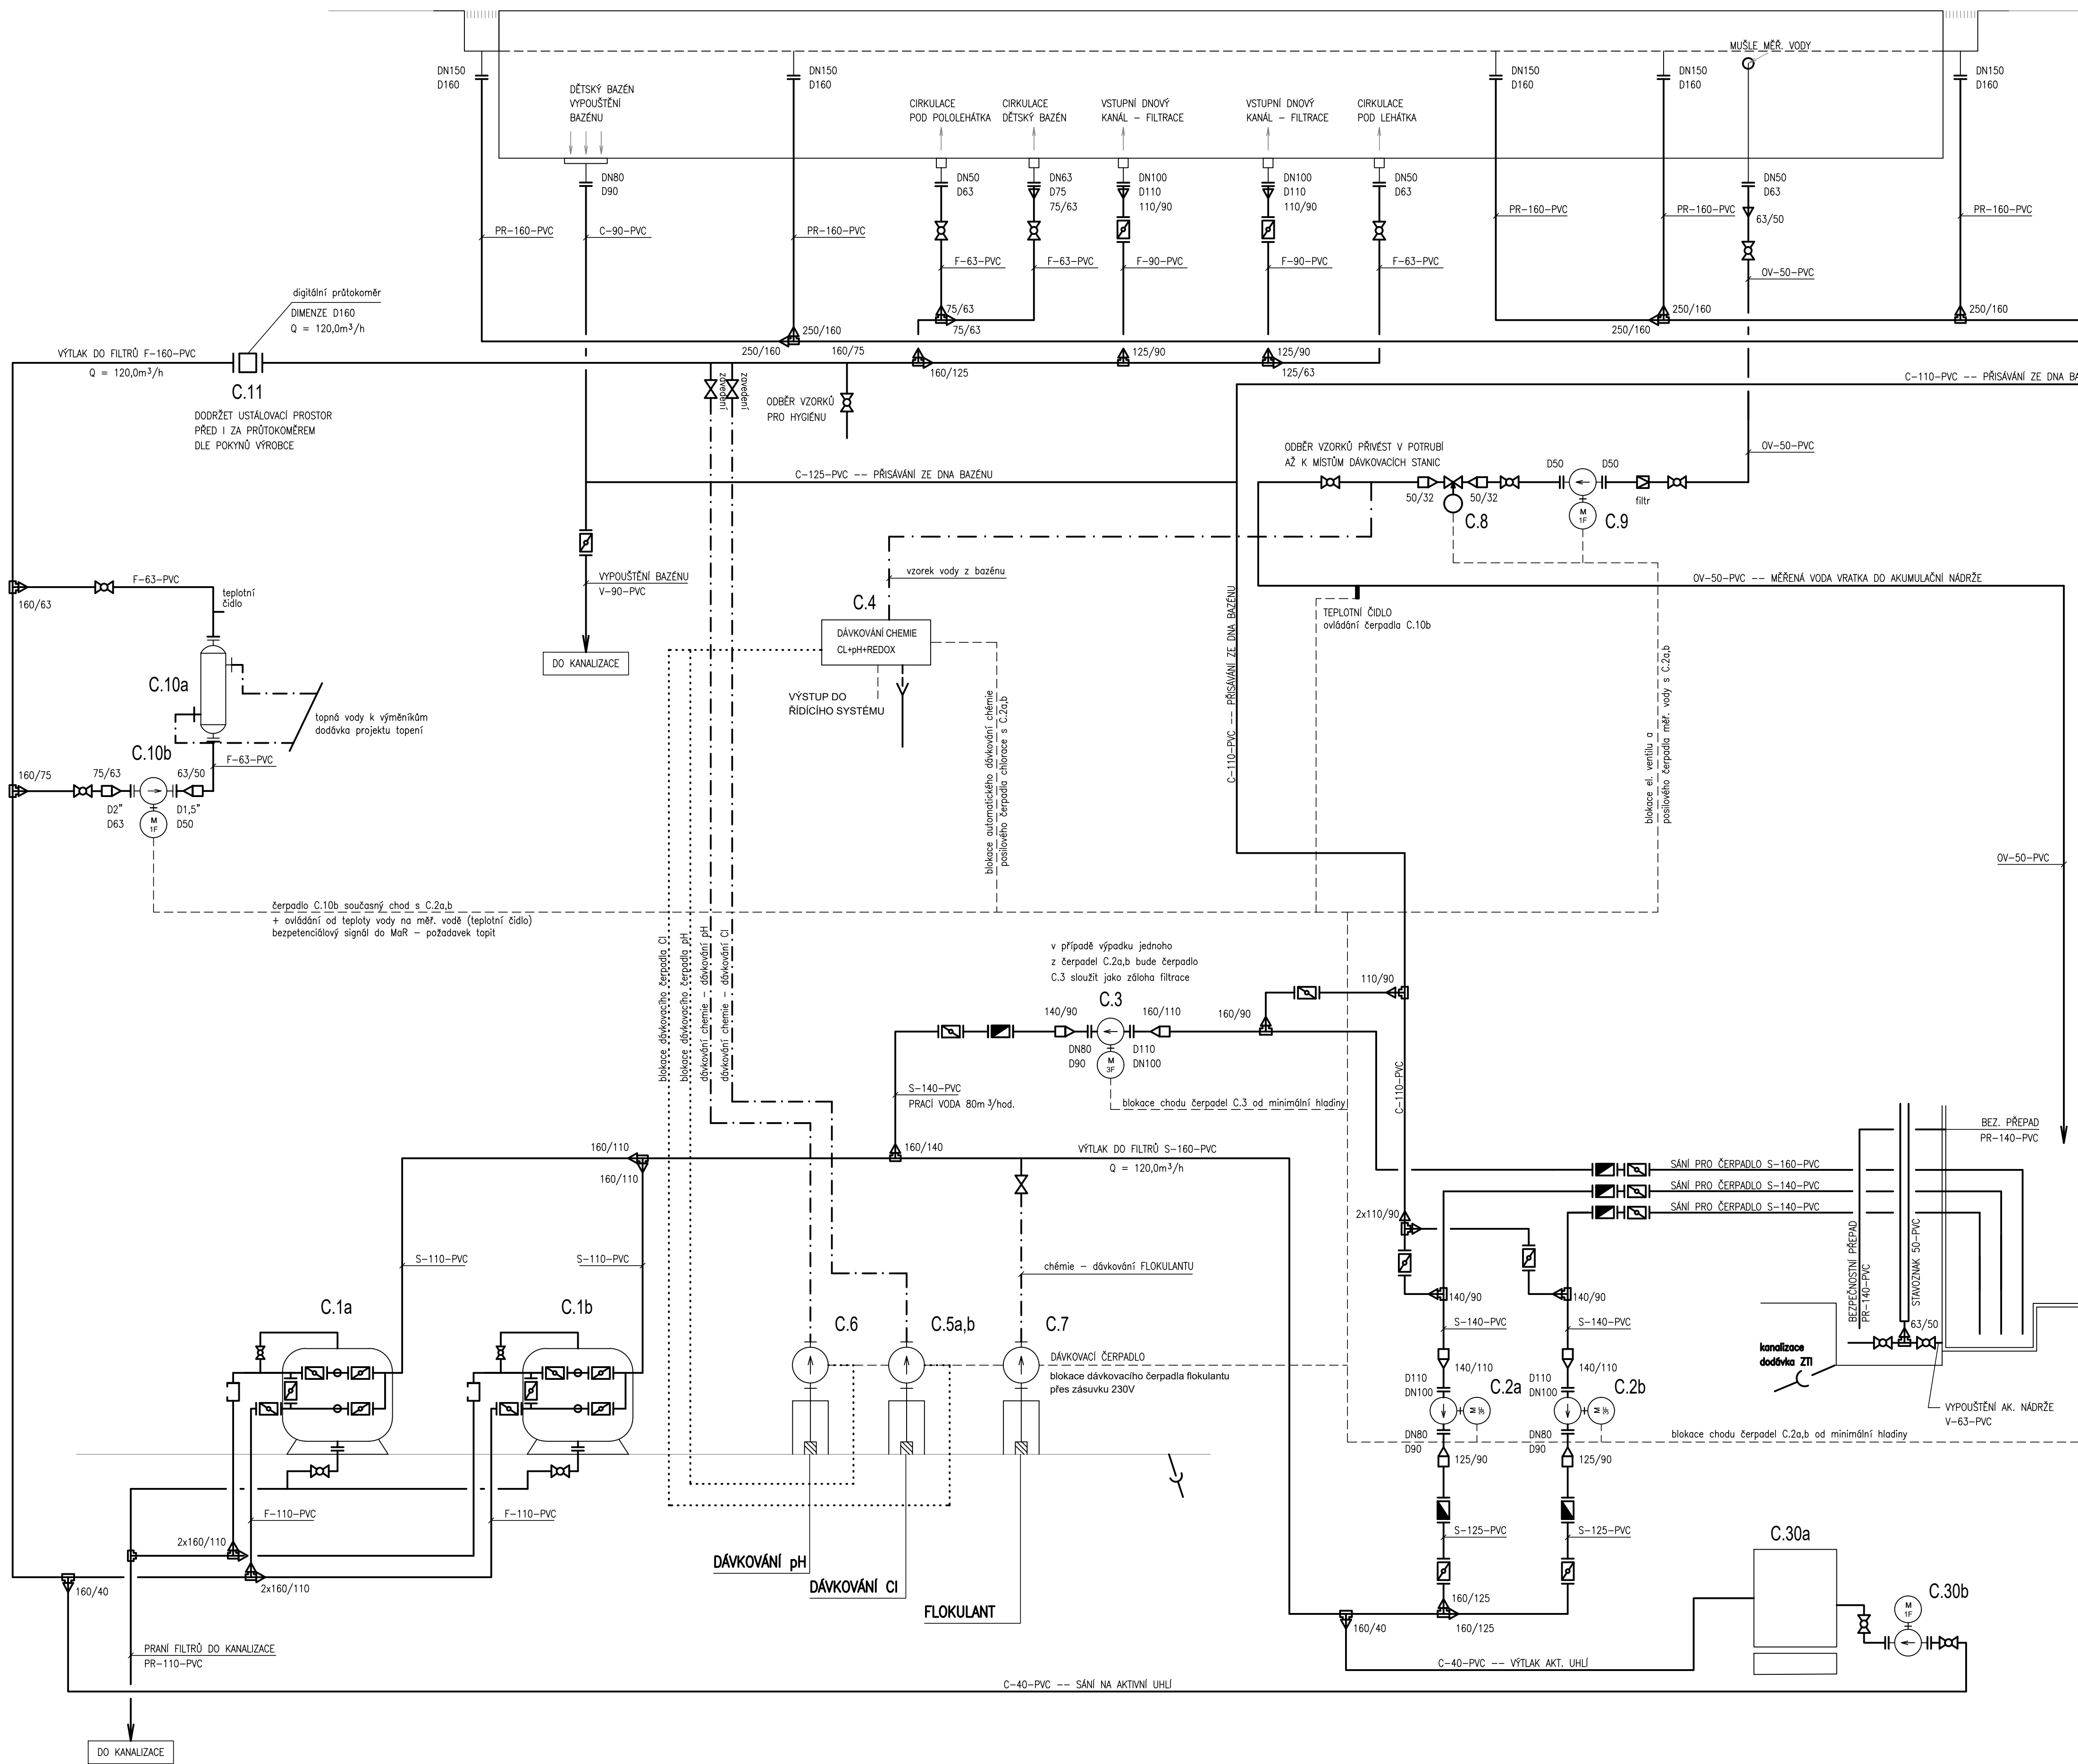 MUŠLE MĚŘ. VODY
DN150
D160
DN150
D160
DN150
D160
DN150
D160
DN150
D160
DĚTSKÝ BAZÉN
VYPOUŠTĚNÍ
BAZÉNU
CIRKULACE
POD POLOLEHÁTKA
CIRKULACE
DĚTSKÝ BAZÉN
VSTUPNÍ DNOVÝ
KANÁL – FILTRACE
VSTUPNÍ DNOVÝ
KANÁL – FILTRACE
CIRKULACE
POD LEHÁTKA
DN80
D90
DN50
D63
DN63
D75
75/63
DN100
D110
110/90
DN100
D110
110/90
DN50
D63
DN50
D63
63/50
PR-160-PVC
C-90-PVC
PR-160-PVC
F-63-PVC
F-63-PVC
F-90-PVC
F-90-PVC
F-63-PVC
PR-160-PVC
PR-160-PVC
PR-160-PVC
OV-50-PVC
digitální průtokoměr
DIMENZE D160
Q = 120,0m³/h
75/63
75/63
250/160
250/160
250/160
250/160
250/160
VÝTLAK DO FILTRŮ F-160-PVC
Q = 120,0m³/h
C.11
DODRŽET USTÁLOVACÍ PROSTOR
PŘED I ZA PRŮTOKOMĚREM
DLE POKYNŮ VÝROBCE
160/75
160/125
125/90
125/90
125/63
zavedení
zavedení
ODBĚR VZORKŮ
PRO HYGIÉNU
C-110-PVC -- PŘISÁVÁNÍ ZE DNA BA
C-125-PVC -- PŘISÁVÁNÍ ZE DNA BAZÉNU
ODBĚR VZORKŮ PŘIVÉST V POTRUBÍ
AŽ K MÍSTŮM DÁVKOVACÍCH STANIC
OV-50-PVC
50/32
50/32
C.8
D50
D50
M
1F
C.9
filtr
F-63-PVC
160/63
teplotní
čidlo
C.10a
topná vody k výměníkům
dodávka projektu topení
C.10b
F-63-PVC
160/75
75/63
63/50
D2"
D63
M
1F
D1,5"
D50
VYPOUŠTĚNÍ BAZÉNU
V-90-PVC
DO KANALIZACE
vzorek vody z bazénu
C.4
DÁVKOVÁNÍ CHEMIE
CL+pH+REDOX
VÝSTUP DO
ŘÍDÍCÍHO SYSTÉMU
OV-50-PVC -- MĚŘENÁ VODA VRATKA DO AKUMULAČNÍ NÁDRŽE
TEPLOTNÍ ČIDLO
ovládání čerpadla C.10b
C-110-PVC -- PŘISÁVÁNÍ ZE DNA BAZÉNU
blokace automatického dávkování chémie
posilového čerpadla chlorace s C.2a,b
blokace el. ventilu a
posilového čerpadla měř. vody s C.2a,b
OV-50-PVC
čerpadlo C.10b současný chod s C.2a,b
+ ovládání od teploty vody na měř. vodě (teplotní čidlo)
bezpetenciálový signál do MaR – požadavek topit
blokace dávkovacího čerpadla Cl
blokace dávkovacího čerpadla pH
dávkování chemie – dávkování pH
dávkování chemie – dávkování Cl
v případě výpadku jednoho
z čerpadel C.2a,b bude čerpadlo
C.3 sloužit jako záloha filtrace
110/90
140/90
C.3
160/110
160/90
DN80
D90
M
3F
D110
DN100
S-140-PVC
PRACÍ VODA 80m³/hod.
blokace chodu čerpadel C.3 od minimální hladiny
C-110-PVC
160/110
160/110
160/140
VÝTLAK DO FILTRŮ S-160-PVC
Q = 120,0m³/h
BEZ. PŘEPAD
PR-140-PVC
SÁNÍ PRO ČERPADLO S-160-PVC
SÁNÍ PRO ČERPADLO S-140-PVC
SÁNÍ PRO ČERPADLO S-140-PVC
2x110/90
BEZPEČNOSTNÍ PŘEPAD
PR-140-PVC
STAVOZNAK 50-PVC
S-110-PVC
S-110-PVC
chémie – dávkování FLOKULANTU
C.1a
C.1b
C.6
C.5a,b
C.7
140/90
140/90
S-140-PVC
S-140-PVC
63/50
kanalizace
dodávka ZTI
DÁVKOVACÍ ČERPADLO
blokace dávkovacího čerpadla flokulantu
přes zásuvku 230V
140/110
140/110
D110
DN100
C.2a
D110
DN100
C.2b
M
3F
M
3F
VYPOUŠTĚNÍ AK. NÁDRŽE
V-63-PVC
DN80
D90
DN80
D90
blokace chodu čerpadel C.2a,b od minimální hladiny
125/90
125/90
F-110-PVC
F-110-PVC
S-125-PVC
S-125-PVC
2x160/110
2x160/110
160/40
DÁVKOVÁNÍ pH
DÁVKOVÁNÍ Cl
FLOKULANT
C.30a
C.30b
M
1F
160/125
160/125
160/40
PRANÍ FILTRŮ DO KANALIZACE
PR-110-PVC
C-40-PVC -- VÝTLAK AKT. UHLÍ
C-40-PVC -- SÁNÍ NA AKTIVNÍ UHLÍ
DO KANALIZACE